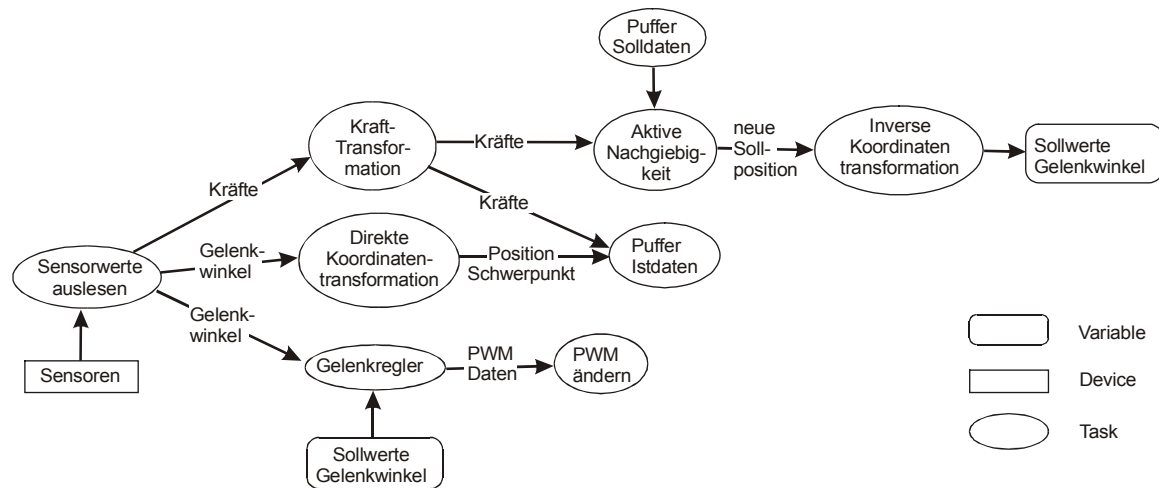 Puffer
Solldaten
Kraft-
Transfor-
mation
Kräfte
Aktive
Nachgiebig-
keit
neue
Soll-
position
Inverse
Koordinaten
transformation
Sollwerte
Gelenkwinkel
Kräfte
Kräfte
Sensorwerte
auslesen
Gelenk-
winkel
Direkte
Koordinaten-
transformation
Position
Schwerpunkt
Puffer
Istdaten
Gelenk-
winkel
Sensoren
Gelenkregler
PWM
Daten
PWM
ändern
Sollwerte
Gelenkwinkel
Variable
Device
Task